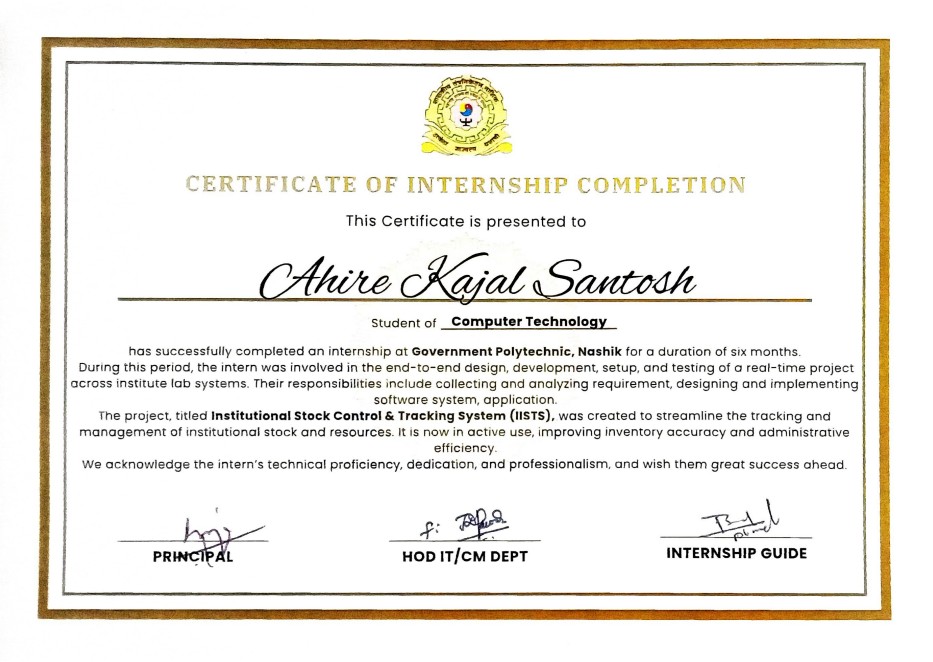 CERTIFICATE OF INTERNSHIP COMPLETION
This Certificate is presented to
Ahire Kajal Santosh
Student of Computer Technology
has successfully completed an internship at Government Polytechnic, Nashik for a duration of six months.
During this period, the intern was involved in the end-to-end design, development, setup, and testing of a real-time project
across institute lab systems. Their responsibilities include collecting and analyzing requirement, designing and implementing
software system, application.
The project, titled Institutional Stock Control & Tracking System (IISTS), was created to streamline the tracking and
management of institutional stock and resources. It is now in active use, improving inventory accuracy and administrative
efficiency.
We acknowledge the intern's technical proficiency, dedication, and professionalism, and wish them great success ahead.
PRINCIPAL
HOD IT/CM DEPT
INTERNSHIP GUIDE